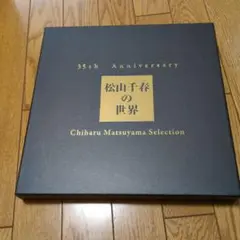 35th Anniversary
松山千春
の
世界
Chiharu Matsuyama Selection